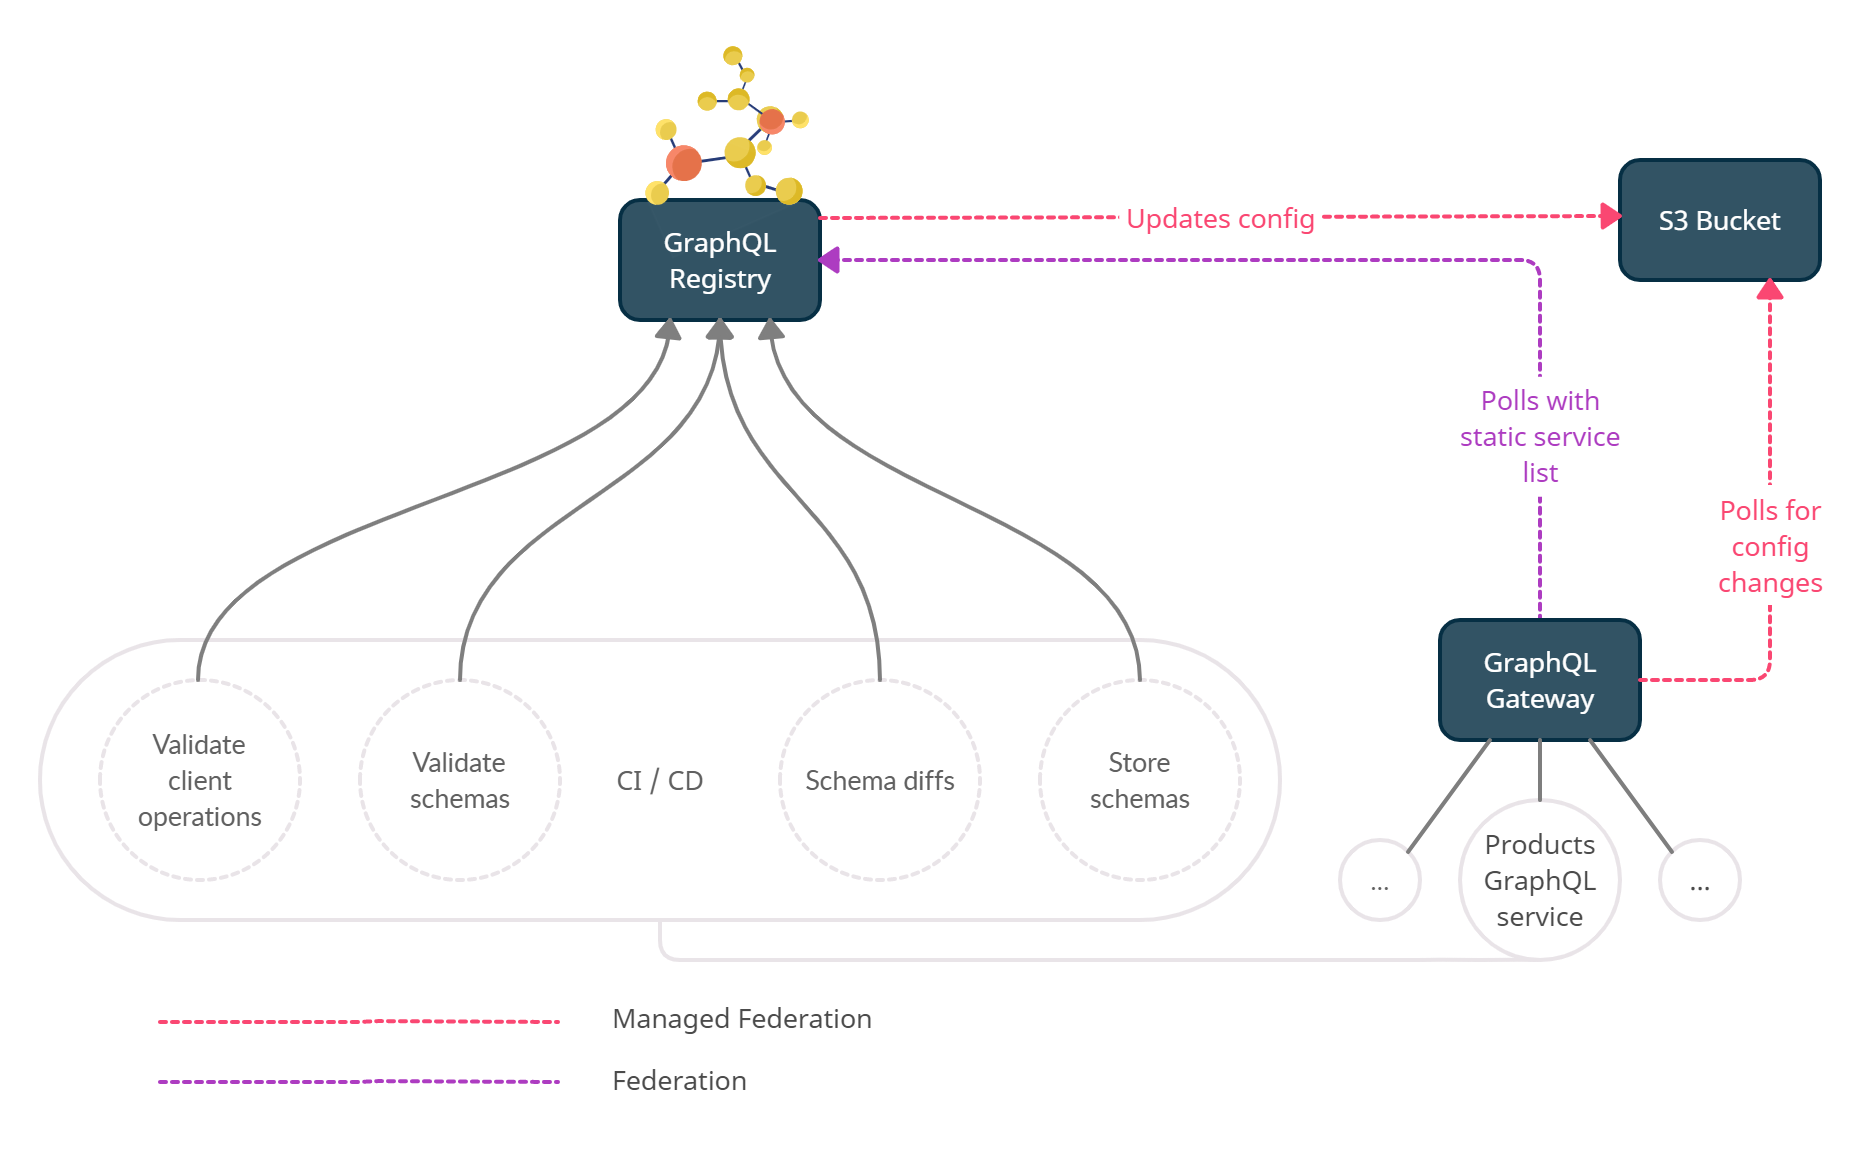 GraphQL
Registry
Updates config
S3 Bucket
Polls with
static service
list
Polls for
config
changes
GraphQL
Gateway
Validate
client
operations
Validate
schemas
CI / CD
Schema diffs
Store
schemas
...
Products
GraphQL
service
...
Managed Federation
Federation